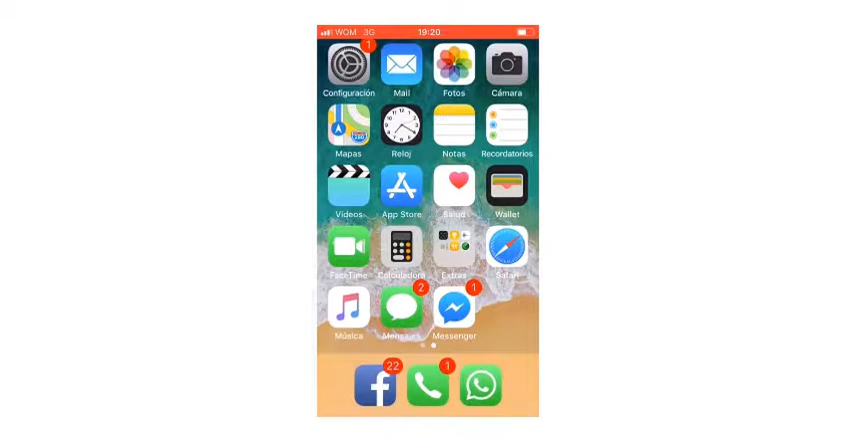 WOM 3G 19:20
1
Configuración Mail Fotos Cámara
Mapas Reloj Notas Recordatorios
Videos App Store Salud Wallet
FaceTime Calculadora Extras Safari
2 1
Música Mensajes Messenger
22 1